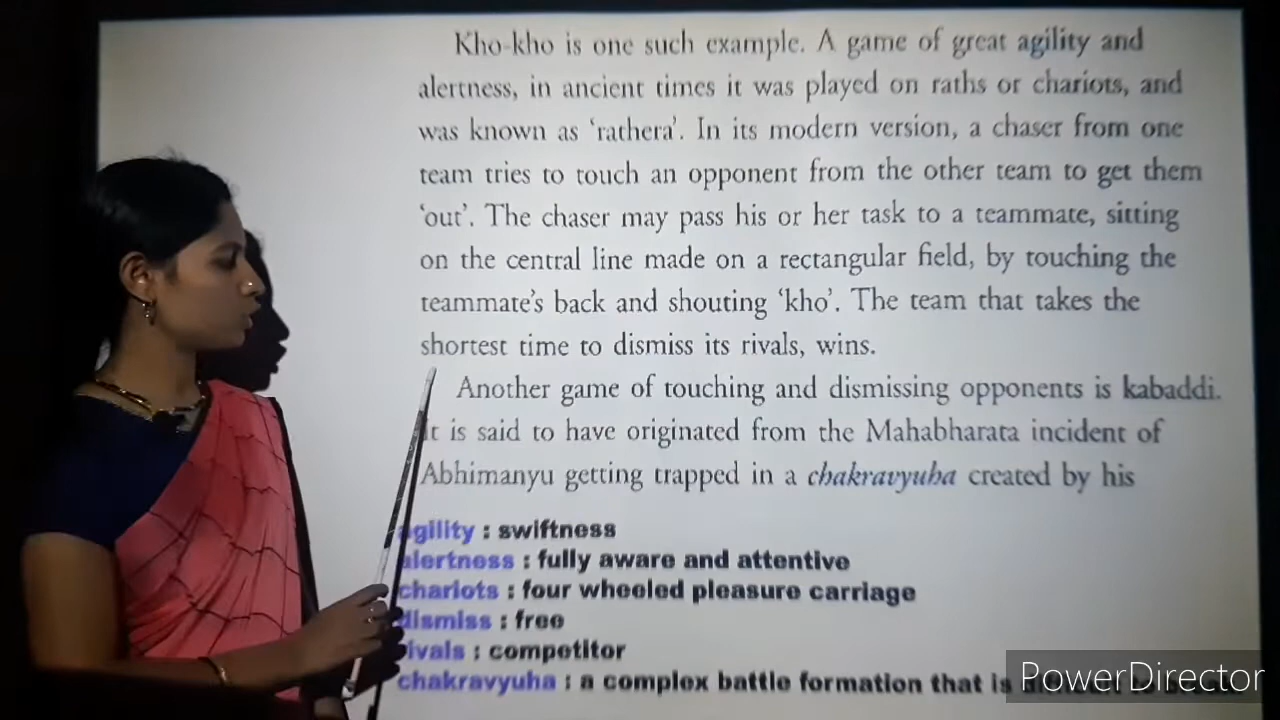 Kho-kho is one such example. A game of great agility and
alertness, in ancient times it was played on raths or chariots, and
was known as 'rathera'. In its modern version, a chaser from one
team tries to touch an opponent from the other team to get them
'out'. The chaser may pass his or her task to a teammate, sitting
on the central line made on a rectangular field, by touching the
teammate's back and shouting 'kho'. The team that takes the
shortest time to dismiss its rivals, wins.
Another game of touching and dismissing opponents is kabaddi.
It is said to have originated from the Mahabharata incident of
Abhimanyu getting trapped in a chakravyuha created by his
agility : swiftness
alertness : fully aware and attentive
chariots : four wheeled pleasure carriage
dismiss : free
rivals : competitor
chakravyuha : a complex battle formation that is
PowerDirector